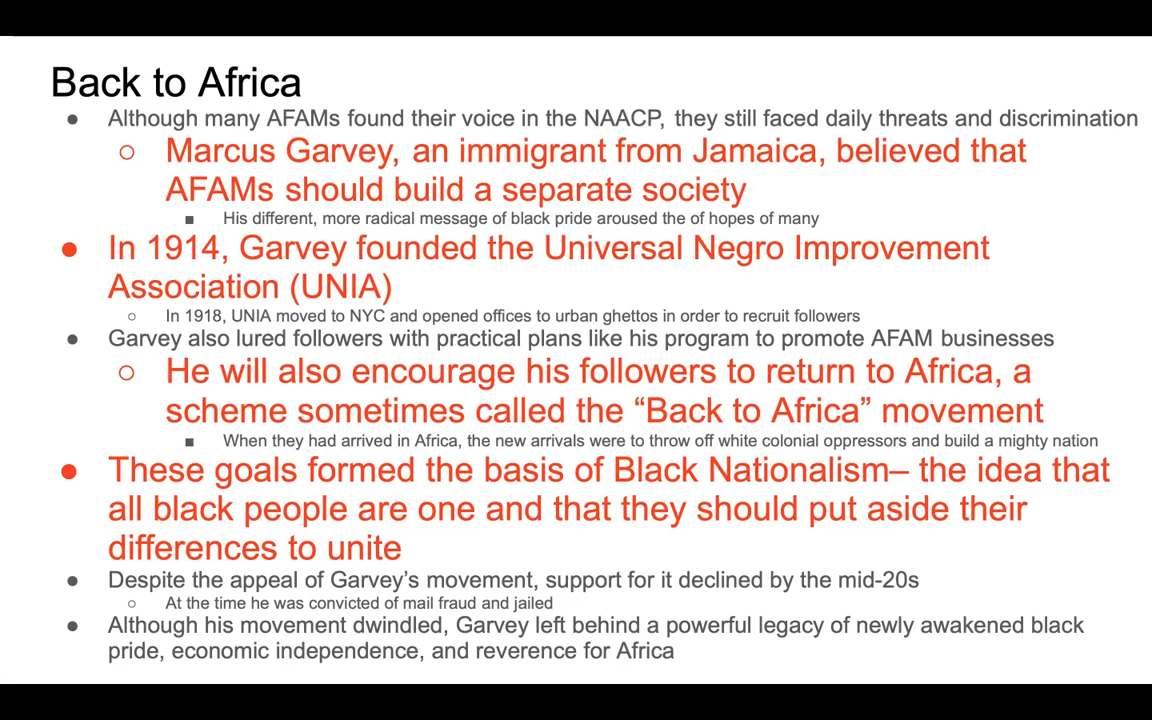 Back to Africa
● Although many AFAMs found their voice in the NAACP, they still faced daily threats and discrimination
○ Marcus Garvey, an immigrant from Jamaica, believed that
AFAMs should build a separate society
■ His different, more radical message of black pride aroused the of hopes of many
● In 1914, Garvey founded the Universal Negro Improvement
Association (UNIA)
○ In 1918, UNIA moved to NYC and opened offices to urban ghettos in order to recruit followers
● Garvey also lured followers with practical plans like his program to promote AFAM businesses
○ He will also encourage his followers to return to Africa, a
scheme sometimes called the “Back to Africa” movement
■ When they had arrived in Africa, the new arrivals were to throw off white colonial oppressors and build a mighty nation
● These goals formed the basis of Black Nationalism– the idea that
all black people are one and that they should put aside their
differences to unite
● Despite the appeal of Garvey’s movement, support for it declined by the mid-20s
○ At the time he was convicted of mail fraud and jailed
● Although his movement dwindled, Garvey left behind a powerful legacy of newly awakened black
pride, economic independence, and reverence for Africa